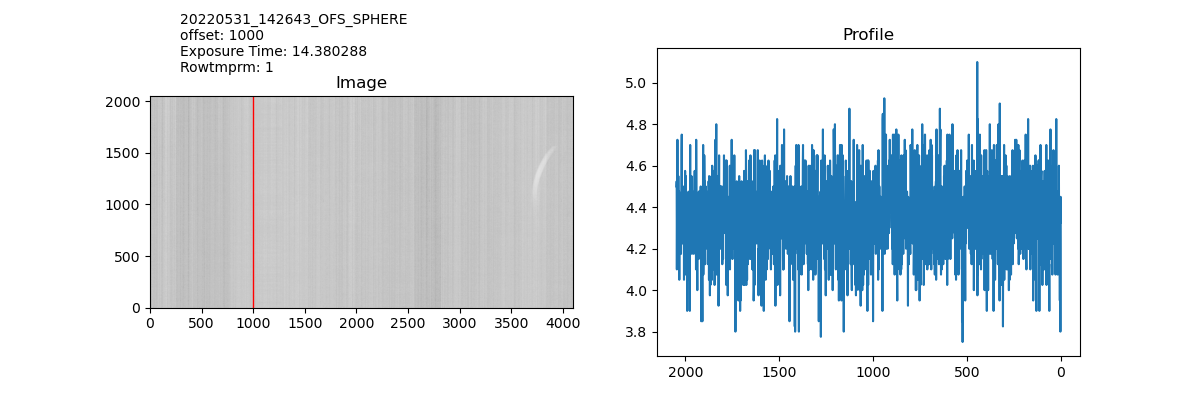 20220531_142643_OFS_SPHERE
offset: 1000
Exposure Time: 14.380288
Rowtmprm: 1
Image
2000
1500
1000
500
0
0 500 1000 1500 2000 2500 3000 3500 4000
Profile
5.0
4.8
4.6
4.4
4.2
4.0
3.8
2000 1500 1000 500 0